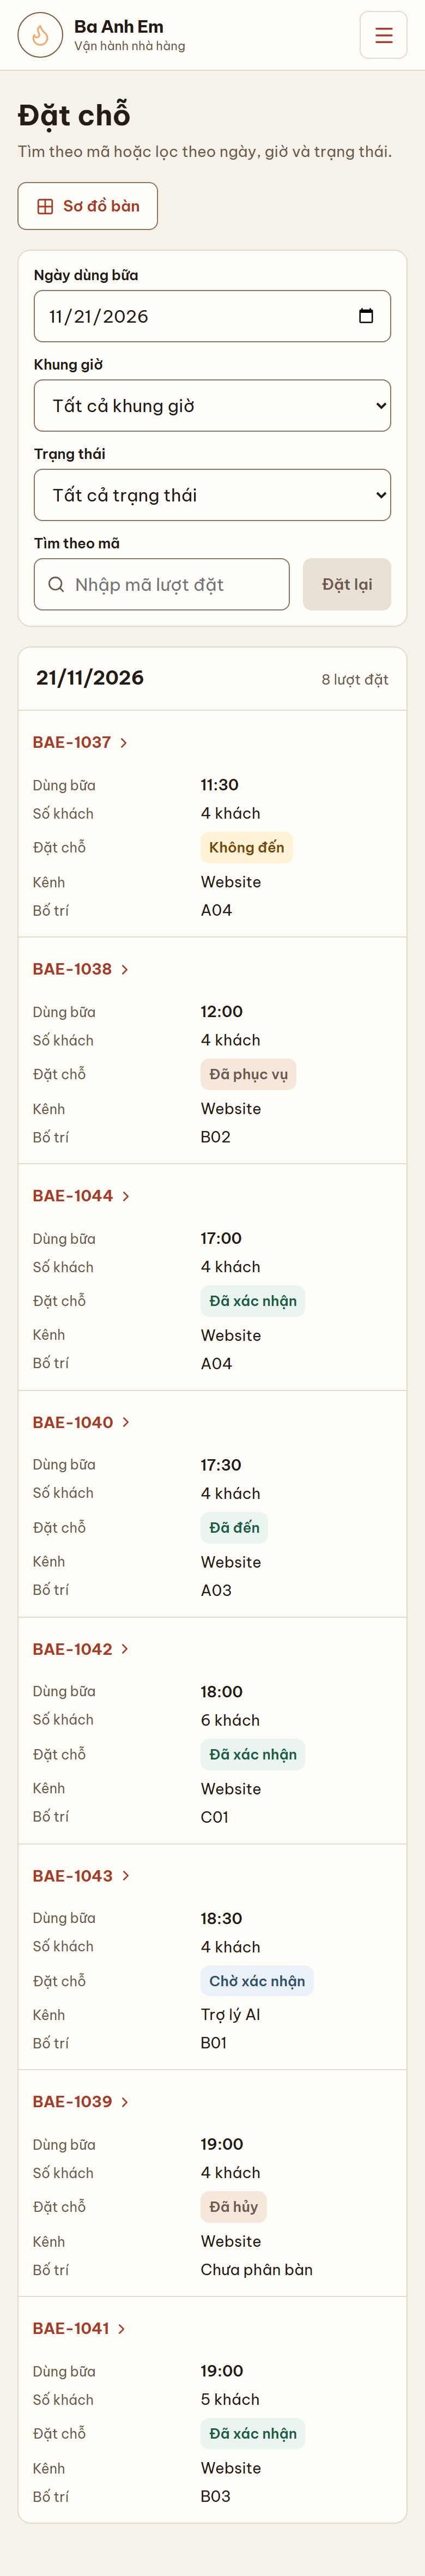 Ba Anh Em
Vận hành nhà hàng
Đặt chỗ
Tìm theo mã hoặc lọc theo ngày, giờ và trạng thái.
Sơ đồ bàn
Ngày dùng bữa
11/21/2026
Khung giờ
Tất cả khung giờ
Trạng thái
Tất cả trạng thái
Tìm theo mã
Nhập mã lượt đặt Đặt lại
21/11/2026 8 lượt đặt
BAE-1037
Dùng bữa 11:30
Số khách 4 khách
Đặt chỗ Không đến
Kênh Website
Bố trí A04
BAE-1038
Dùng bữa 12:00
Số khách 4 khách
Đặt chỗ Đã phục vụ
Kênh Website
Bố trí B02
BAE-1044
Dùng bữa 17:00
Số khách 4 khách
Đặt chỗ Đã xác nhận
Kênh Website
Bố trí A04
BAE-1040
Dùng bữa 17:30
Số khách 4 khách
Đặt chỗ Đã đến
Kênh Website
Bố trí A03
BAE-1042
Dùng bữa 18:00
Số khách 6 khách
Đặt chỗ Đã xác nhận
Kênh Website
Bố trí C01
BAE-1043
Dùng bữa 18:30
Số khách 4 khách
Đặt chỗ Chờ xác nhận
Kênh Trợ lý AI
Bố trí B01
BAE-1039
Dùng bữa 19:00
Số khách 4 khách
Đặt chỗ Đã hủy
Kênh Website
Bố trí Chưa phân bàn
BAE-1041
Dùng bữa 19:00
Số khách 5 khách
Đặt chỗ Đã xác nhận
Kênh Website
Bố trí B03